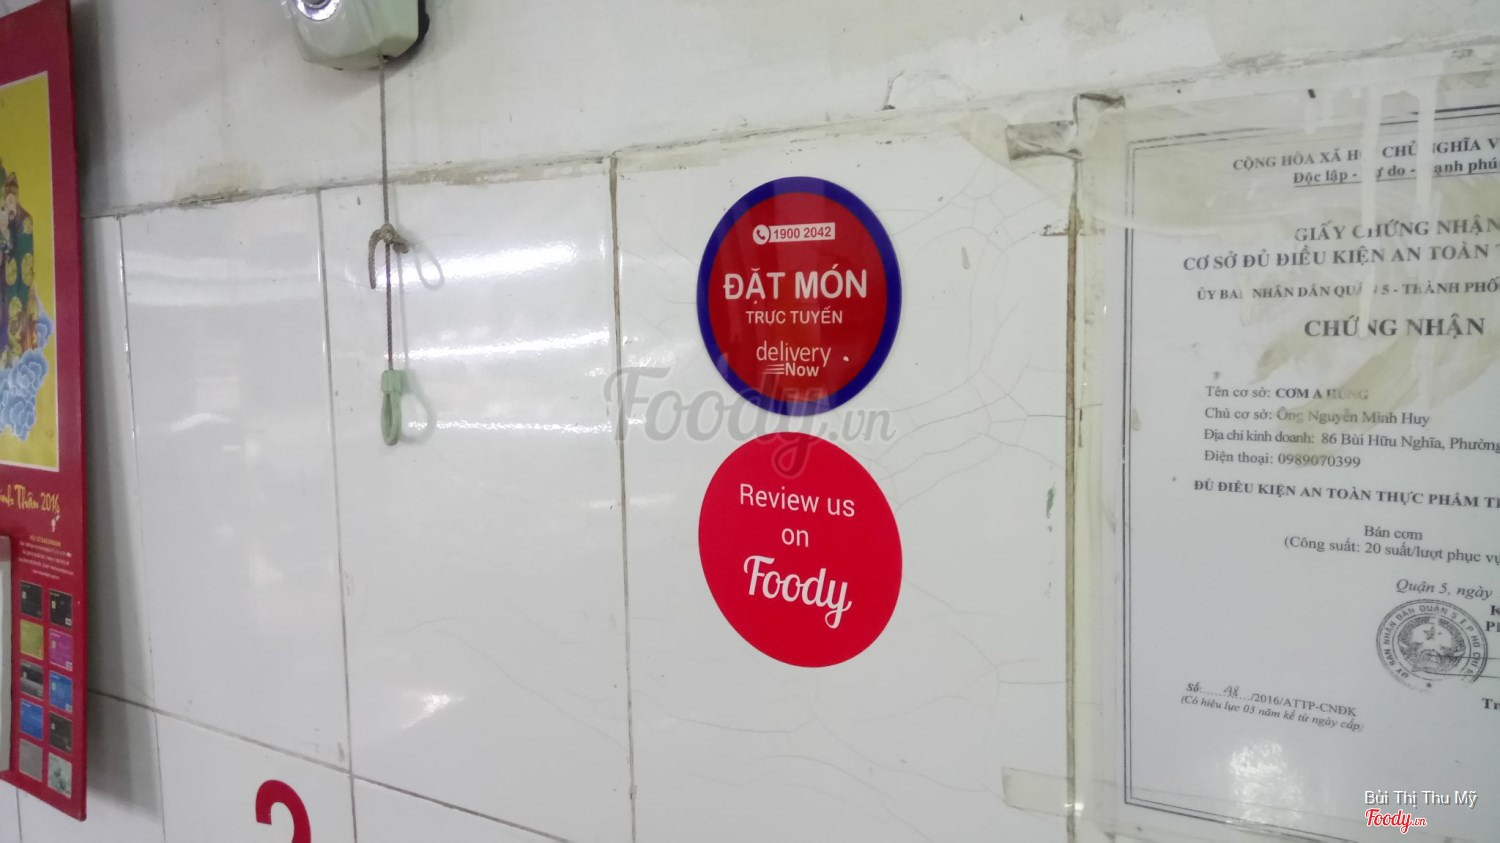 1900 2042
ĐẶT MÓN
TRỰC TUYẾN
delivery
Now
Review us
on
Foody
Foody.vn
2016
2
CỘNG HÒA XÃ CHỦ NGHĨA
Độc lập - do -
GIẤY CHỨNG NHẬN
CƠ SỞ ĐỦ ĐIỀU KIỆN AN TOÀN
ỦY BAN NHÂN DÂN QUẬN 5 - THÀNH PHỐ
CHỨNG NHẬN
Tên cơ sở: CƠM A HÙNG
Chủ cơ sở: Ông Nguyễn Minh Huy
Địa chỉ kinh doanh: 86 Bùi Hữu Nghĩa, Phường
Điện thoại: 0989070399
ĐỦ ĐIỀU KIỆN AN TOÀN THỰC PHẨM
Bán cơm
(Công suất: 20 suất/lượt phục vụ
Quận 5, ngày
Số: /2016/ATTP-CNĐK
(Có hiệu lực 03 năm kể từ ngày cấp)
Bùi Thị Thu Mỹ
Foody.vn